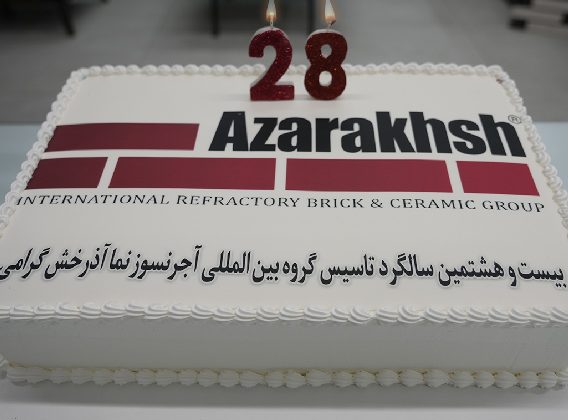 28
Azarakhsh®
INTERNATIONAL REFRACTORY BRICK & CERAMIC GROUP
بیست و هشتمین سالگرد تاسیس گروه بین المللی آجرنسوز نما آذرخش گرامی